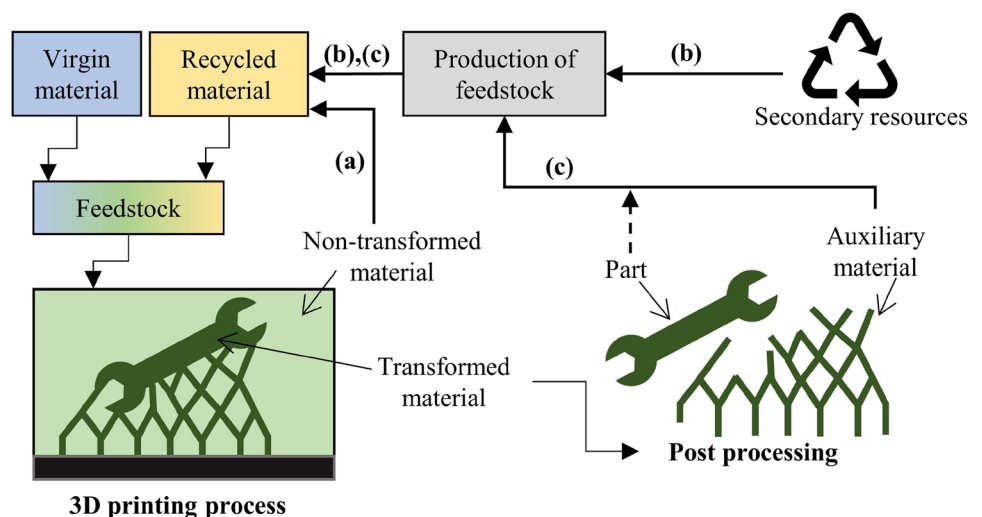 Virgin
material
Recycled
material
(b),(c)
Production of
feedstock
(b)
Secondary resources
(a)
(c)
Feedstock
Non-transformed
material
Part
Auxiliary
material
Transformed
material
Post processing
3D printing process